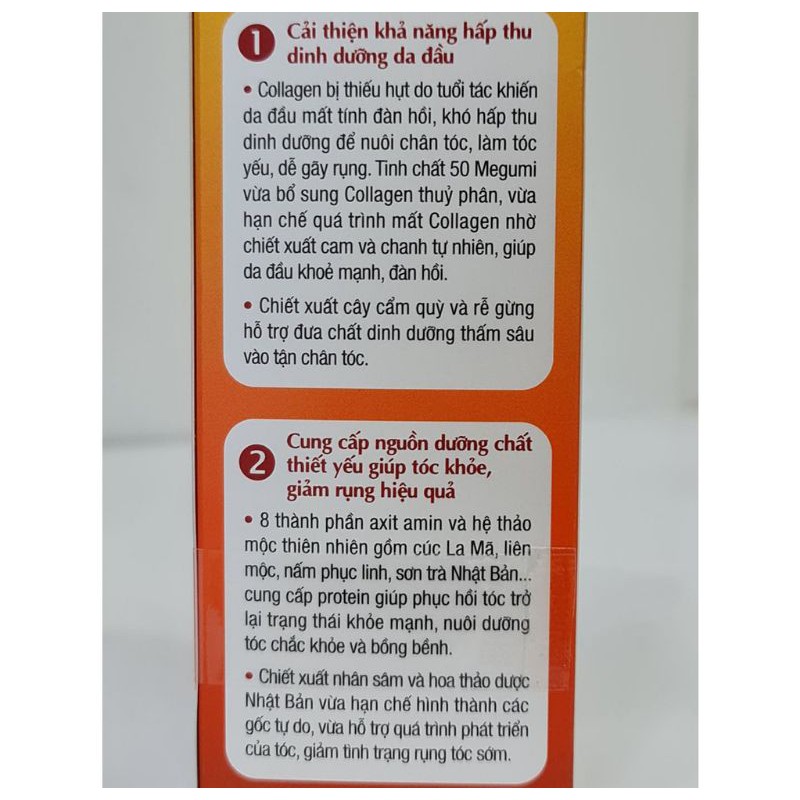 1 Cải thiện khả năng hấp thu
dinh dưỡng da đầu
• Collagen bị thiếu hụt do tuổi tác khiến
da đầu mất tính đàn hồi, khó hấp thu
dinh dưỡng để nuôi chân tóc, làm tóc
yếu, dễ gãy rụng. Tinh chất 50 Megumi
vừa bổ sung Collagen thuỷ phân, vừa
hạn chế quá trình mất Collagen nhờ
chiết xuất cam và chanh tự nhiên, giúp
da đầu khoẻ mạnh, đàn hồi.
• Chiết xuất cây cẩm quỳ và rễ gừng
hỗ trợ đưa chất dinh dưỡng thấm sâu
vào tận chân tóc.
2 Cung cấp nguồn dưỡng chất
thiết yếu giúp tóc khỏe,
giảm rụng hiệu quả
• 8 thành phần axit amin và hệ thảo
mộc thiên nhiên gồm cúc La Mã, liên
mộc, nấm phục linh, sơn trà Nhật Bản...
cung cấp protein giúp phục hồi tóc trở
lại trạng thái khỏe mạnh, nuôi dưỡng
tóc chắc khỏe và bồng bềnh.
• Chiết xuất nhân sâm và hoa thảo dược
Nhật Bản vừa hạn chế hình thành các
gốc tự do, vừa hỗ trợ quá trình phát triển
của tóc, giảm tình trạng rụng tóc sớm.